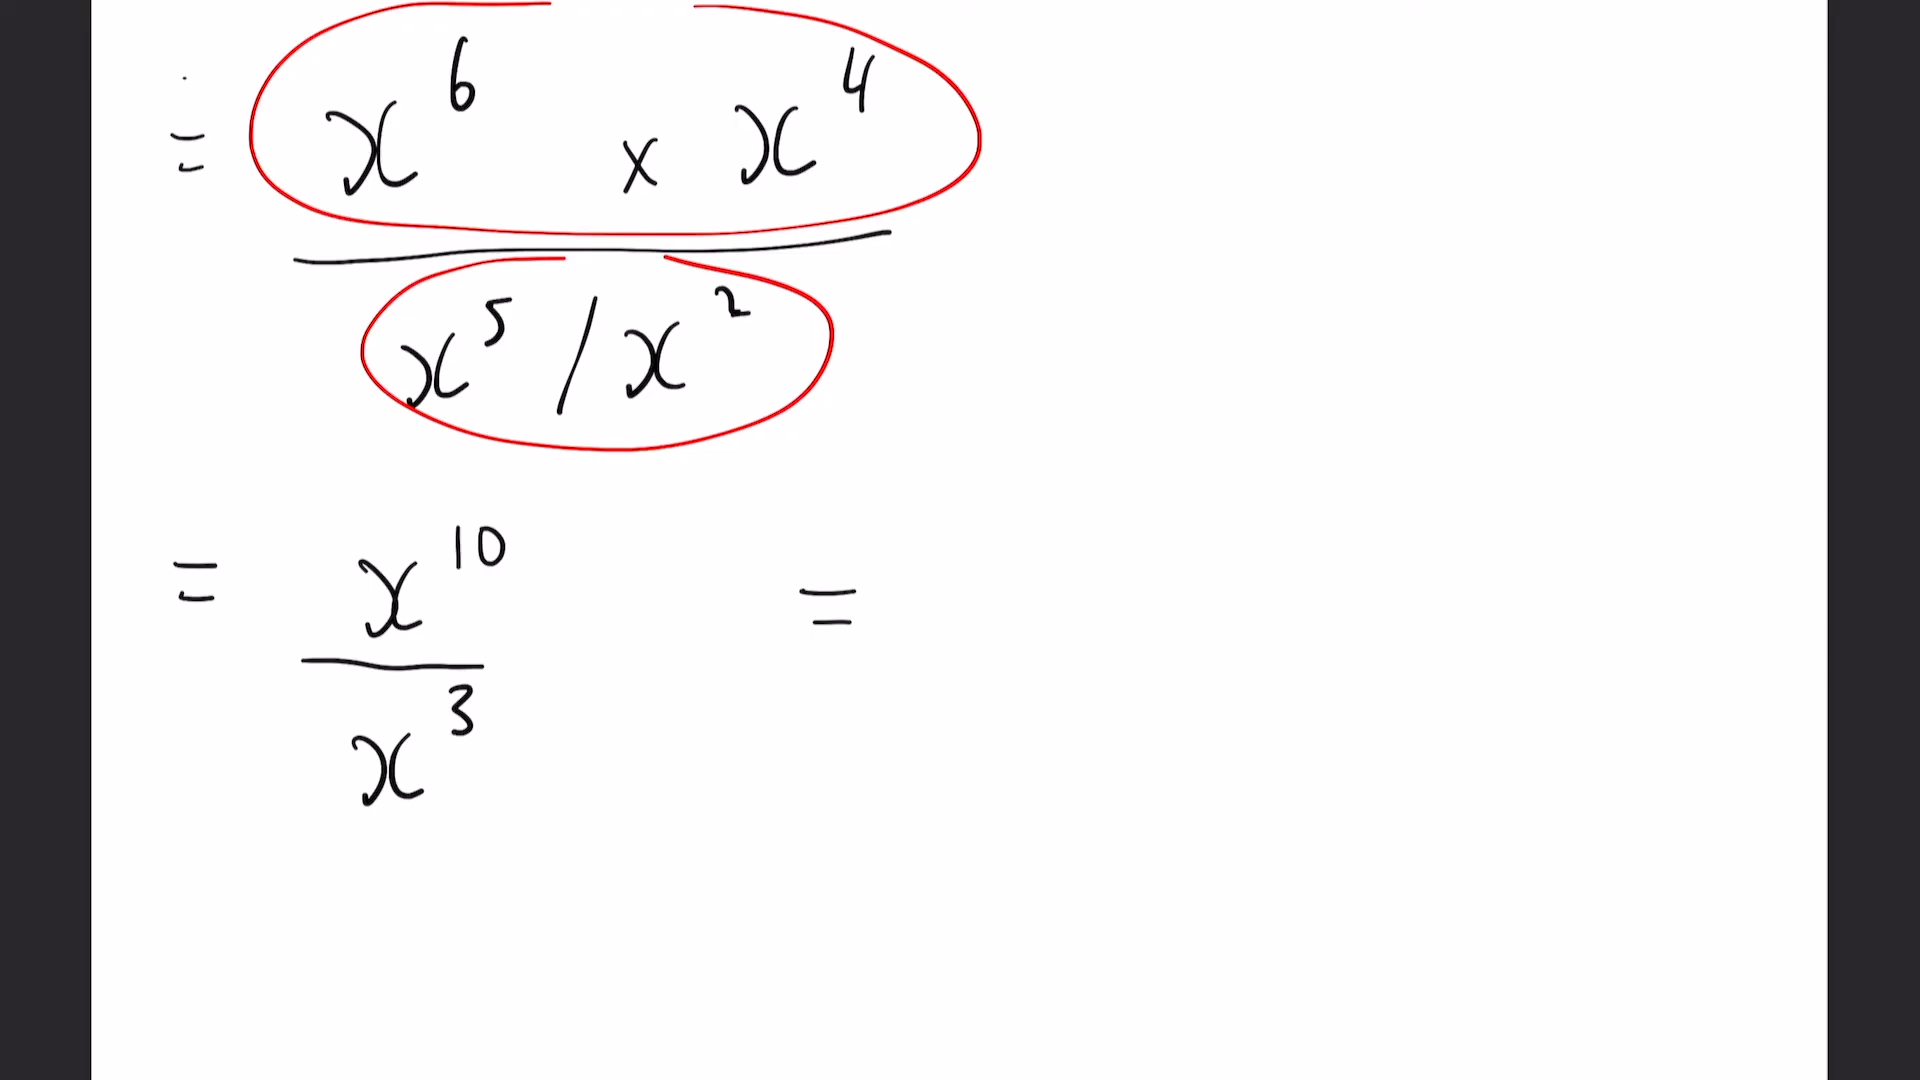 = x⁶ × x⁴
x⁵ / x²
= x¹⁰ =
x³